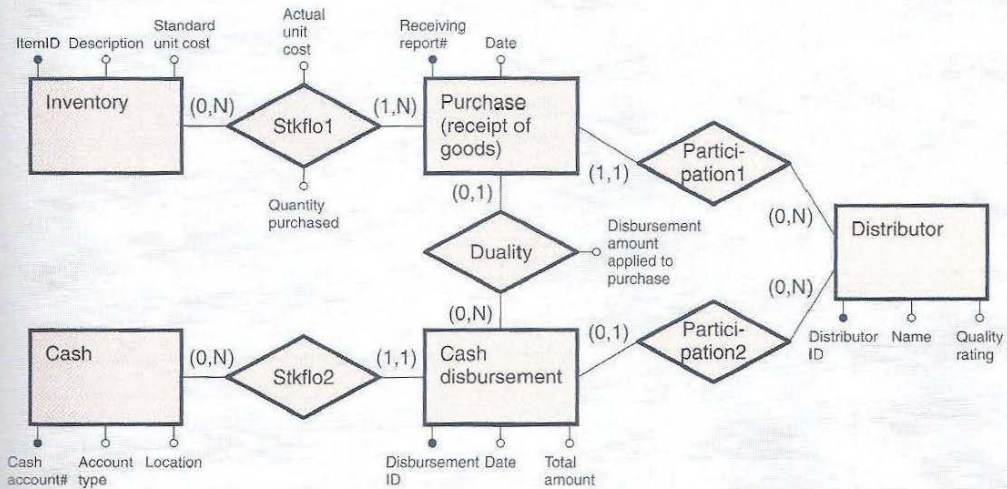 Actual
unit
cost
Standard
unit cost
ItemID
Description
Receiving
report#
Date
Inventory
(0,N)
Stkflo1
(1,N)
Purchase
(receipt of
goods)
Quantity
purchased
(1,1)
Partici-
pation1
(0,N)
(0,1)
Duality
Disbursement
amount
applied to
purchase
Distributor
(0,N)
(0,N)
Distributor
ID
Name
Quality
rating
Cash
(0,N)
Stkflo2
(1,1)
Cash
disbursement
(0,1)
Partici-
pation2
Cash
account#
Account
type
Location
Disbursement
ID
Date
Total
amount